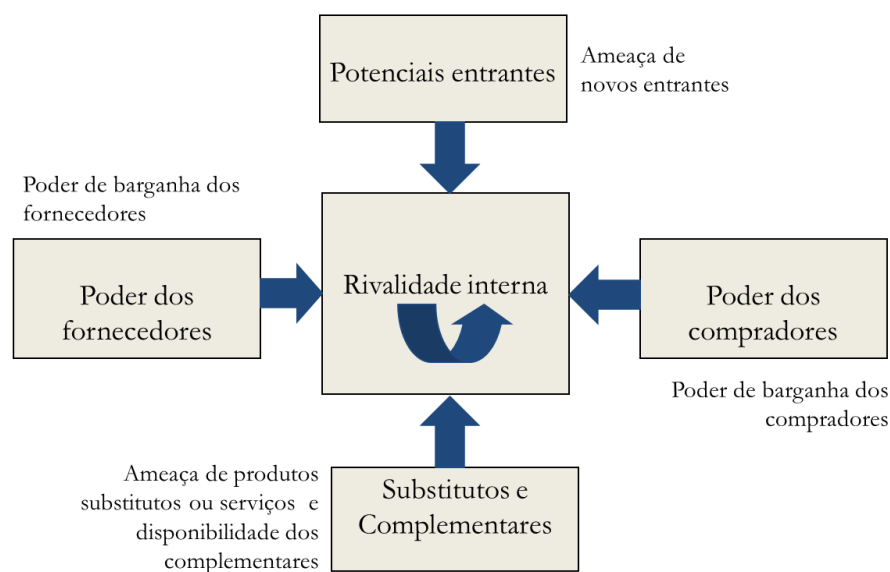 Potenciais entrantes
Ameaça de
novos entrantes
Poder de barganha dos
fornecedores
Poder dos
fornecedores
Rivalidade interna
Poder dos
compradores
Poder de barganha dos
compradores
Ameaça de produtos
substitutos ou serviços e
disponibilidade dos
complementares
Substitutos e
Complementares